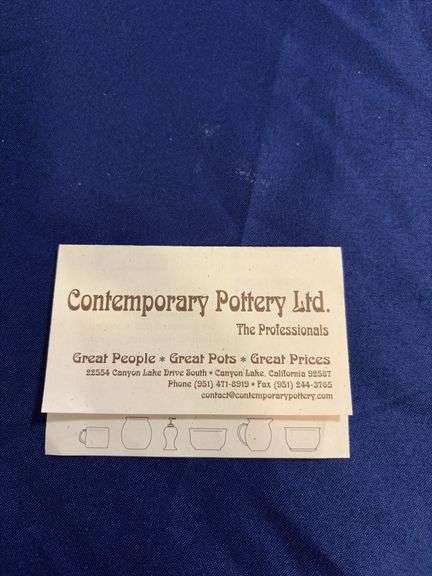 Contemporary Pottery Ltd.
The Professionals
Great People * Great Pots * Great Prices
22554 Canyon Lake Drive South • Canyon Lake, California 92587
Phone (951) 471-8919 • Fax (951) 244-3765
contact@contemporarypottery.com